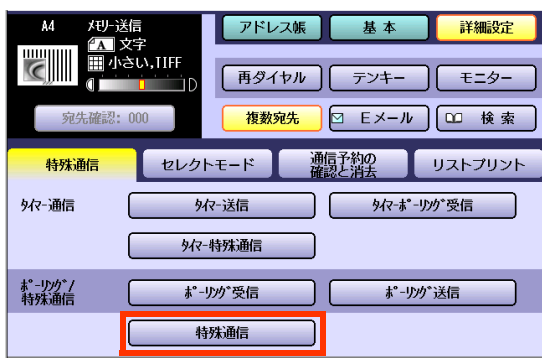 A4 ﾒﾓﾘｰ送信
A 文字
小さい,TIFF
D
宛先確認: 000
アドレス帳 基 本 詳細設定
再ダイヤル テンキー モニター
複数宛先 Eメール 検 索
特殊通信 セレクトモード 通信予約の
確認と消去 リストプリント
ﾀｲﾏｰ通信 ﾀｲﾏｰ送信 ﾀｲﾏｰﾎﾟｰﾘﾝｸﾞ受信
ﾀｲﾏｰ特殊通信
ﾎﾟｰﾘﾝｸﾞ/
特殊通信 ﾎﾟｰﾘﾝｸﾞ受信 ﾎﾟｰﾘﾝｸﾞ送信
特殊通信